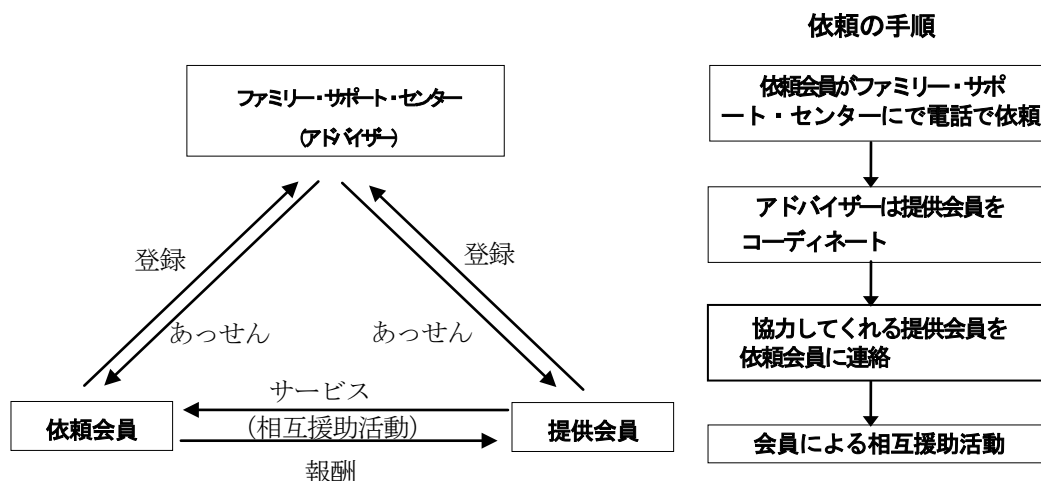 ファミリー・サポート・センター
(アドバイザー)
登録
登録
あっせん
あっせん
サービス
(相互援助活動)
報酬
依頼会員
提供会員
依頼の手順
依頼会員がファミリー・サポ
ート・センターにで電話で依頼
アドバイザーは提供会員を
コーディネート
協力してくれる提供会員を
依頼会員に連絡
会員による相互援助活動